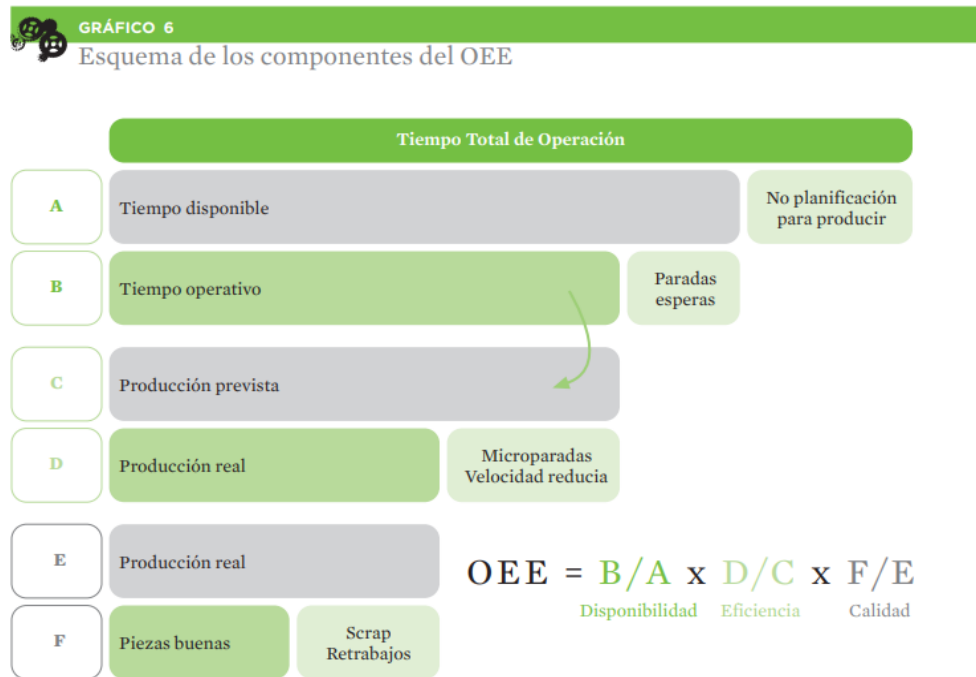 GRÁFICO 6
Esquema de los componentes del OEE
Tiempo Total de Operación
A
Tiempo disponible
No planificación
para producir
B
Tiempo operativo
Paradas
esperas
C
Producción prevista
D
Producción real
Microparadas
Velocidad reducia
E
Producción real
OEE = B/A x D/C x F/E
Disponibilidad Eficiencia Calidad
F
Piezas buenas
Scrap
Retrabajos